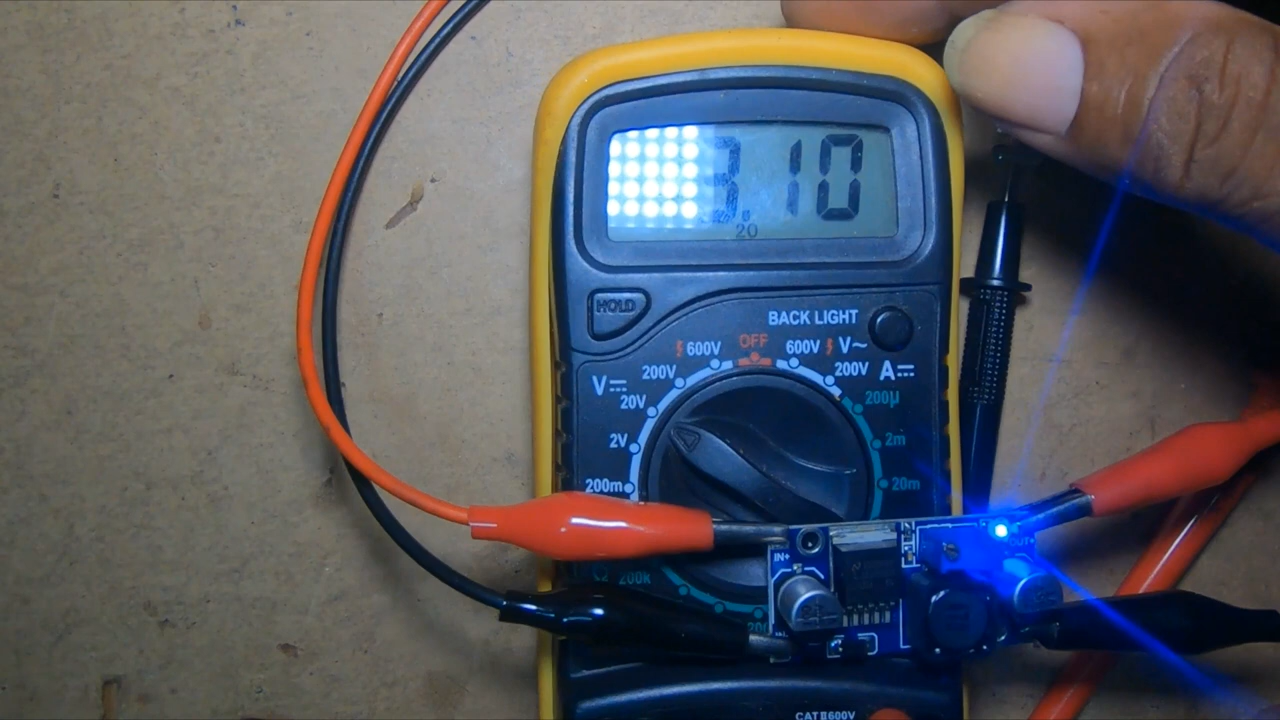 3.10
20
HOLD
BACK LIGHT
600V OFF 600V V~
200V 200V A
V 20V 200µ
2V 2m
200m 20m
IN+ OUT+
Ω 200k
CAT II 600V